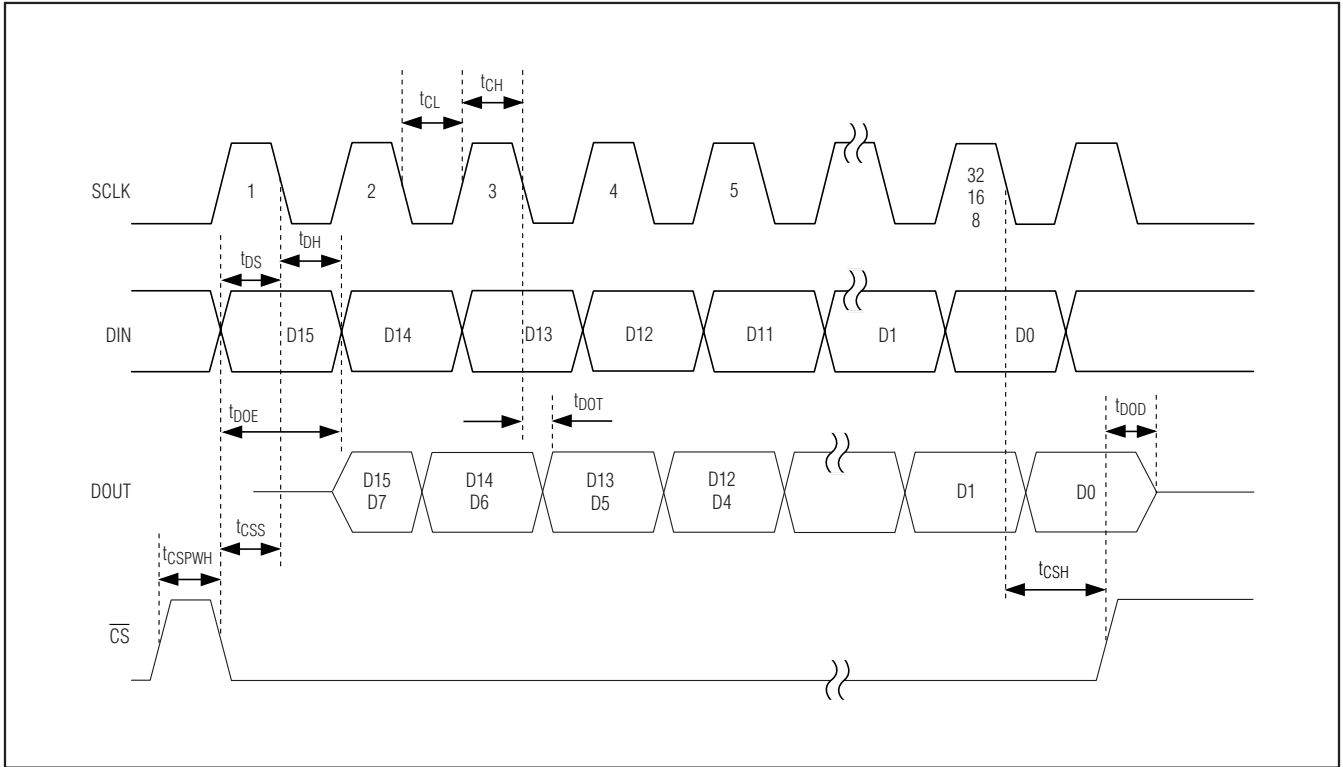 tCL
tCH
SCLK
1
2
3
4
5
32
16
8
tDS
tDH
DIN
D15
D14
D13
D12
D11
D1
D0
tDOE
tDOT
tDOD
DOUT
D15
D7
D14
D6
D13
D5
D12
D4
D1
D0
tCSPWH
tCSS
tCSH
CS